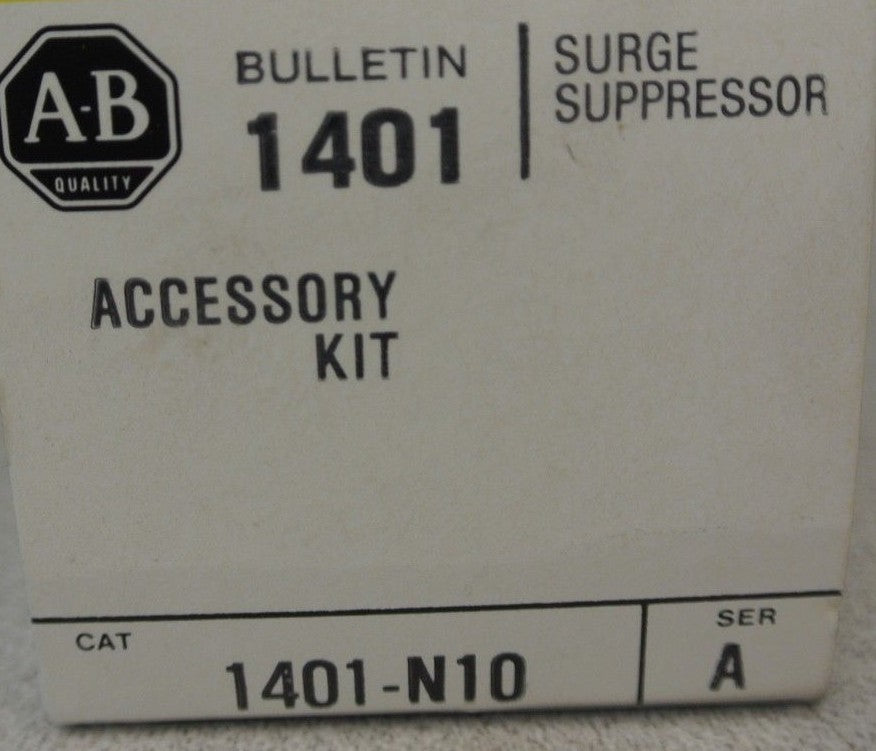 A-B
QUALITY
BULLETIN
1401
SURGE
SUPPRESSOR
ACCESSORY
KIT
CAT
1401-N10
SER
A